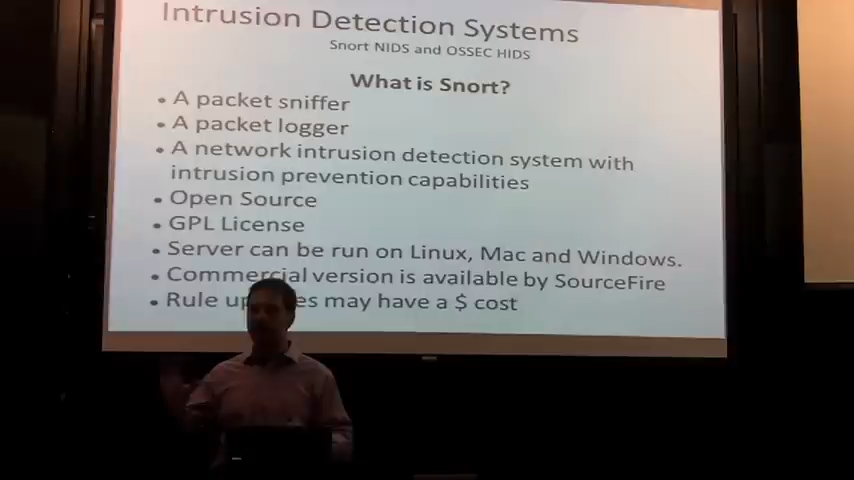 Intrusion Detection Systems
Snort NIDS and OSSEC HIDS
What is Snort?
• A packet sniffer
• A packet logger
• A network intrusion detection system with
intrusion prevention capabilities
• Open Source
• GPL License
• Server can be run on Linux, Mac and Windows.
• Commercial version is available by SourceFire
• Rule may have a $ cost